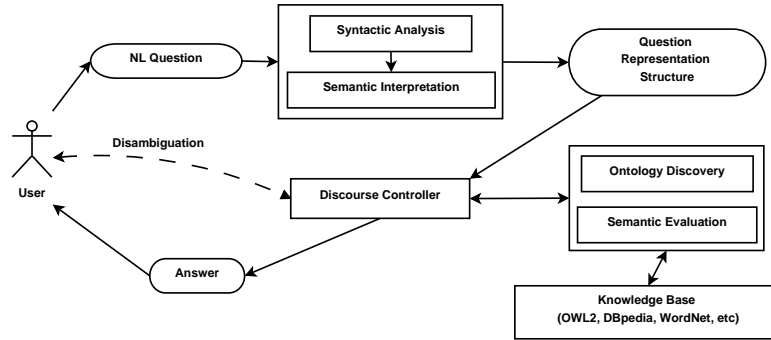 Syntactic Analysis
NL Question
Semantic Interpretation
Question
Representation
Structure
Disambiguation
User
Discourse Controller
Ontology Discovery
Semantic Evaluation
Answer
Knowledge Base
(OWL2, DBpedia, WordNet, etc)